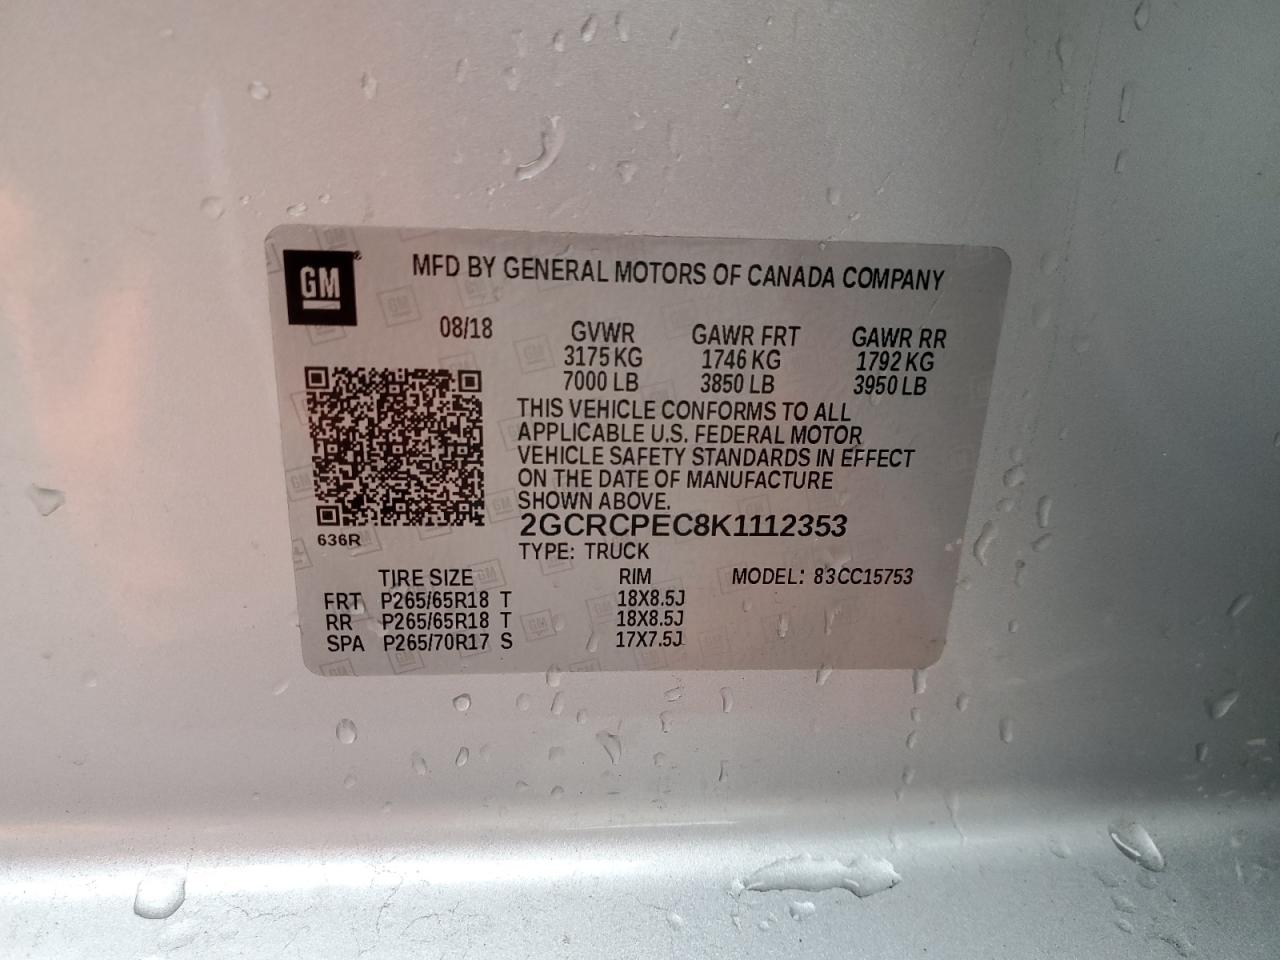 GM
MFD BY GENERAL MOTORS OF CANADA COMPANY
08/18 GVWR GAWR FRT GAWR RR
3175 KG 1746 KG 1792 KG
7000 LB 3850 LB 3950 LB
THIS VEHICLE CONFORMS TO ALL
APPLICABLE U.S. FEDERAL MOTOR
VEHICLE SAFETY STANDARDS IN EFFECT
ON THE DATE OF MANUFACTURE
SHOWN ABOVE.
2GCRCPEC8K1112353
636R
TYPE: TRUCK
TIRE SIZE RIM MODEL: 83CC15753
FRT P265/65R18 T 18X8.5J
RR P265/65R18 T 18X8.5J
SPA P265/70R17 S 17X7.5J